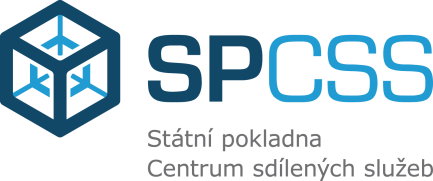 SPCSS
Státní pokladna
Centrum sdílených služeb